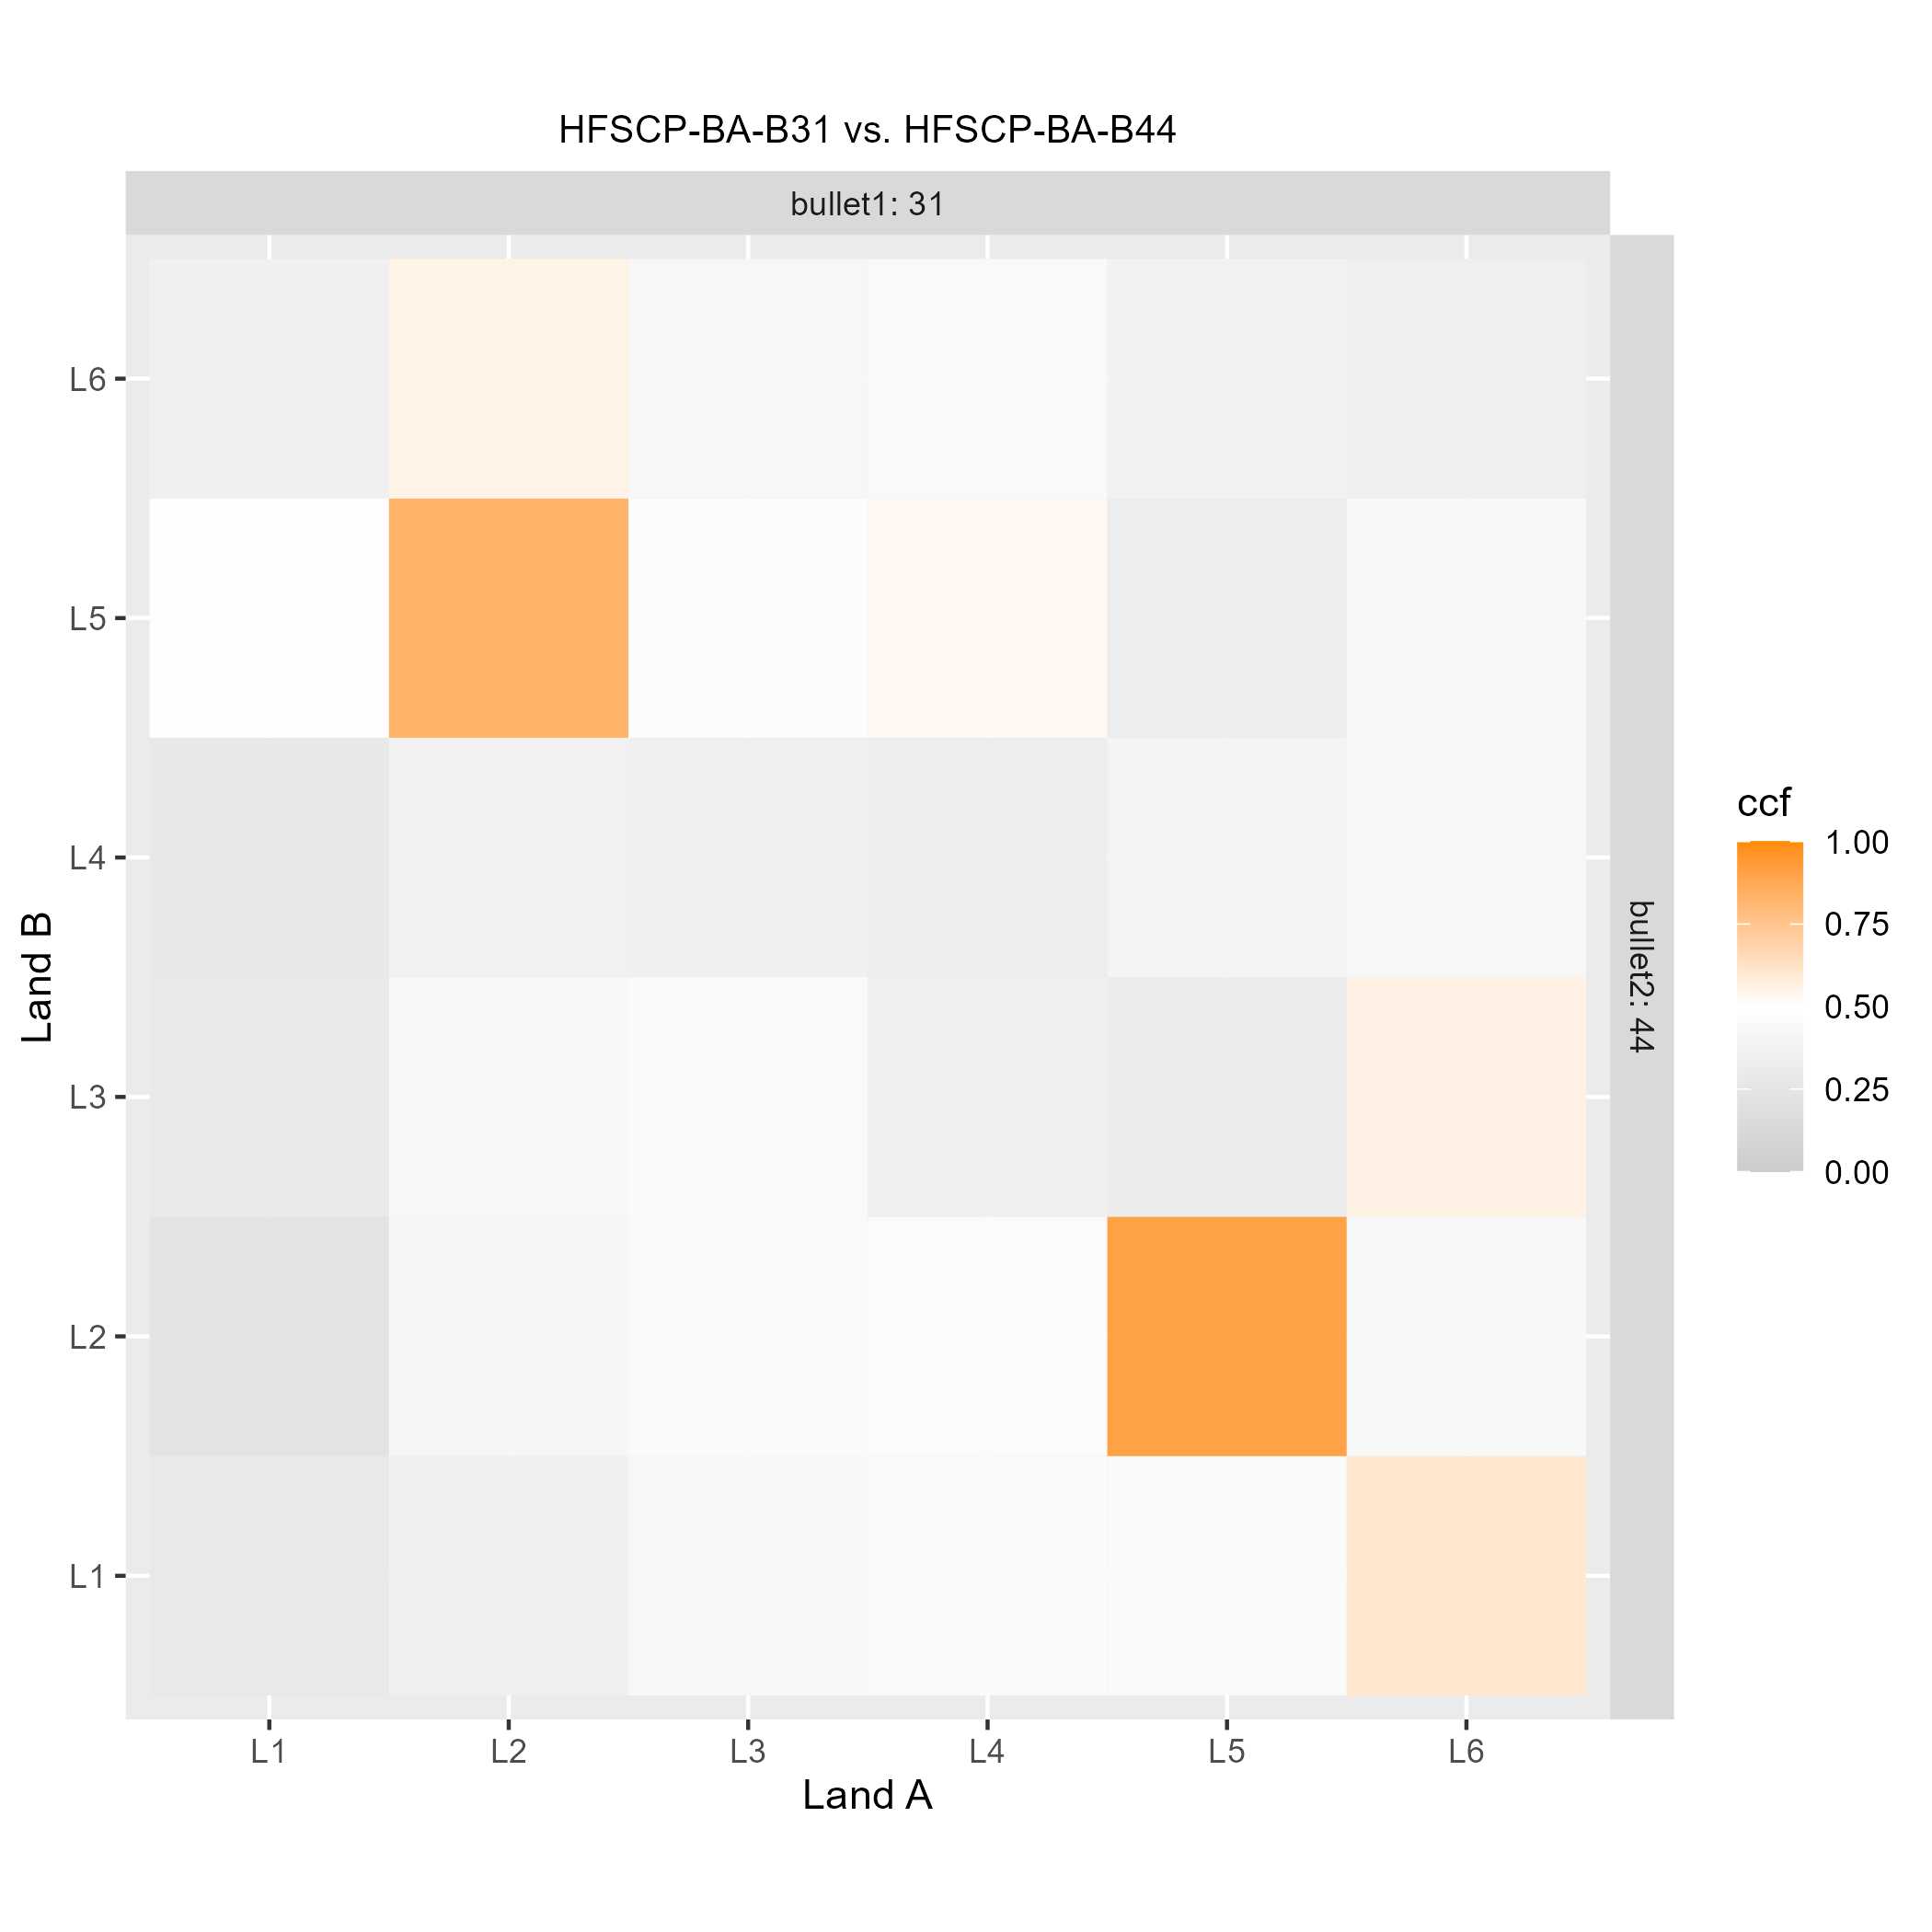 HFSCP-BA-B31 vs. HFSCP-BA-B44
bullet1: 31
L6
L5
L4
L3
L2
L1
Land B
bullet2: 44
ccf
1.00
0.75
0.50
0.25
0.00
L1 L2 L3 L4 L5 L6
Land A